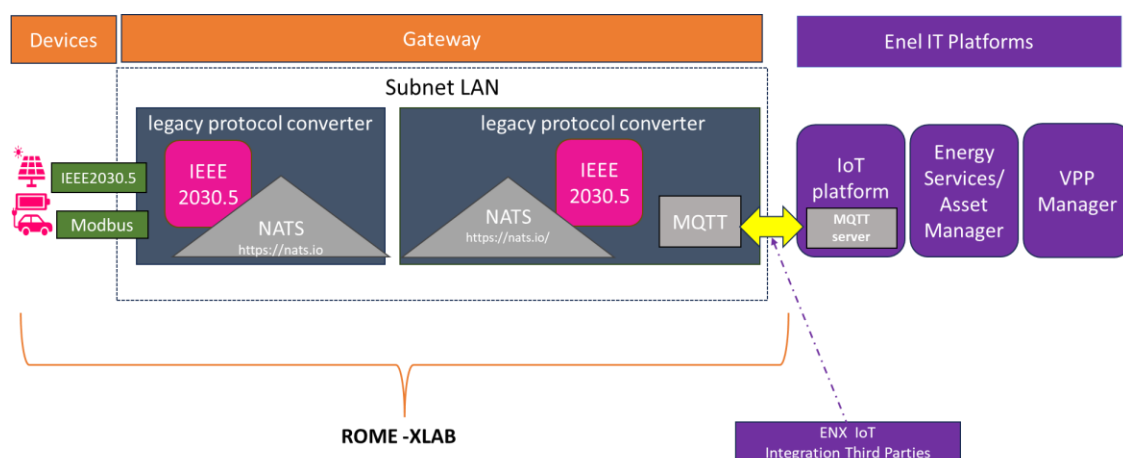 Devices
Gateway
Enel IT Platforms
Subnet LAN
legacy protocol converter
legacy protocol converter
IEEE2030.5
Modbus
IEEE
2030.5
NATS
https://nats.io
NATS
https://nats.io/
IEEE
2030.5
MQTT
IoT
platform
MQTT
server
Energy
Services/
Asset
Manager
VPP
Manager
ROME -XLAB
ENX IoT
Integration Third Parties